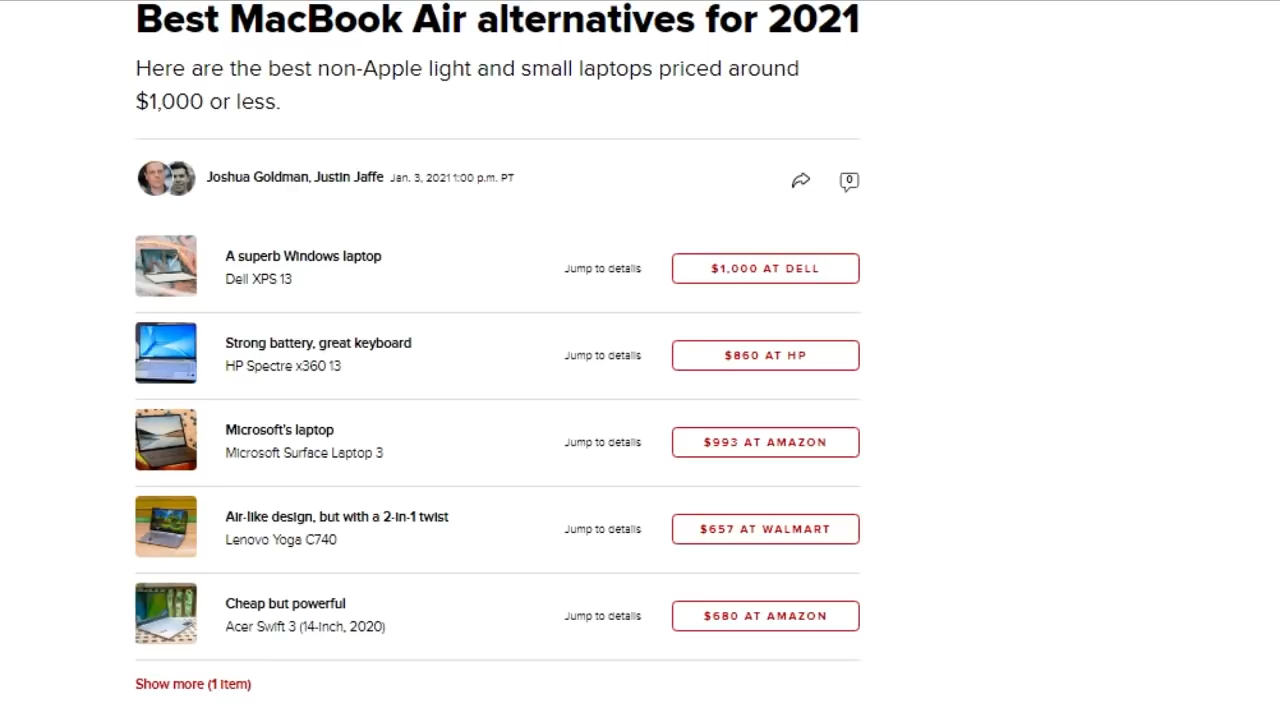 Best MacBook Air alternatives for 2021
Here are the best non-Apple light and small laptops priced around
$1,000 or less.
Joshua Goldman, Justin Jaffe Jan. 3, 2021 1:00 p.m. PT
0
A superb Windows laptop
Dell XPS 13
Jump to details
$1,000 AT DELL
Strong battery, great keyboard
HP Spectre x360 13
Jump to details
$860 AT HP
Microsoft's laptop
Microsoft Surface Laptop 3
Jump to details
$993 AT AMAZON
Air-like design, but with a 2-in-1 twist
Lenovo Yoga C740
Jump to details
$657 AT WALMART
Cheap but powerful
Acer Swift 3 (14-inch, 2020)
Jump to details
$680 AT AMAZON
Show more (1 item)